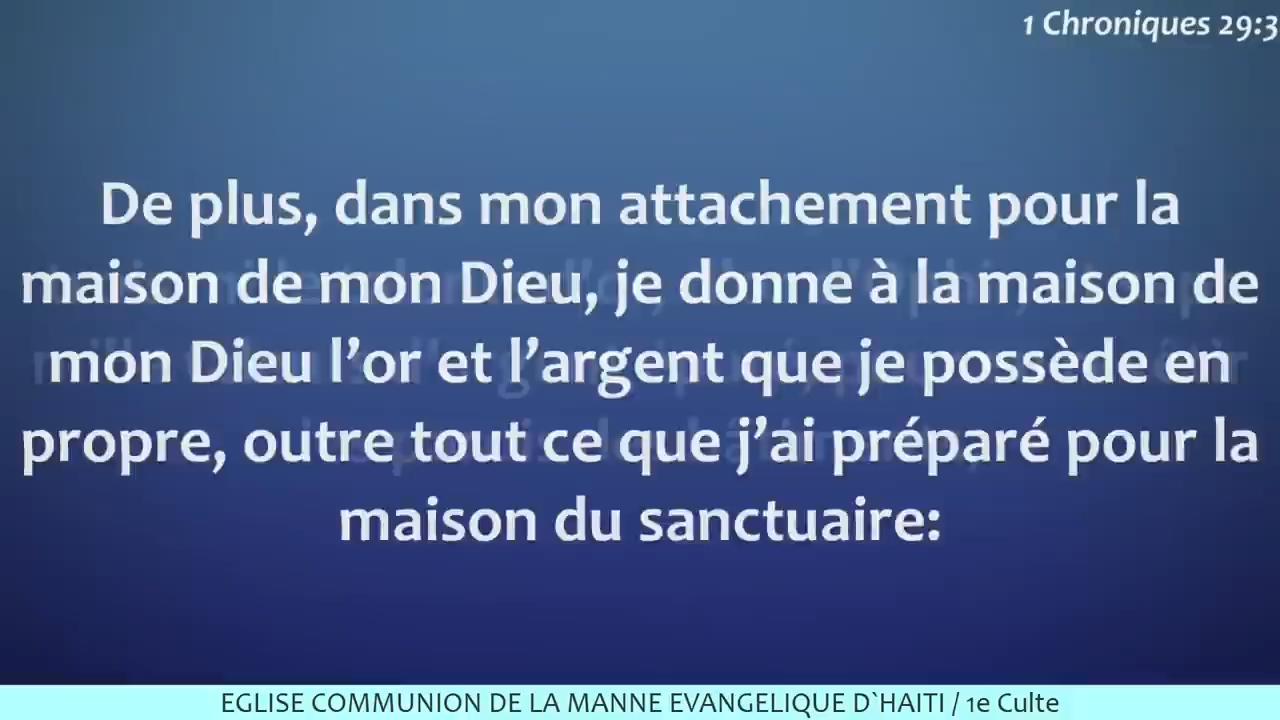 1 Chroniques 29:3
De plus, dans mon attachement pour la
maison de mon Dieu, je donne à la maison de
mon Dieu l’or et l’argent que je possède en
propre, outre tout ce que j’ai préparé pour la
maison du sanctuaire:
EGLISE COMMUNION DE LA MANNE EVANGELIQUE D`HAITI / 1e Culte